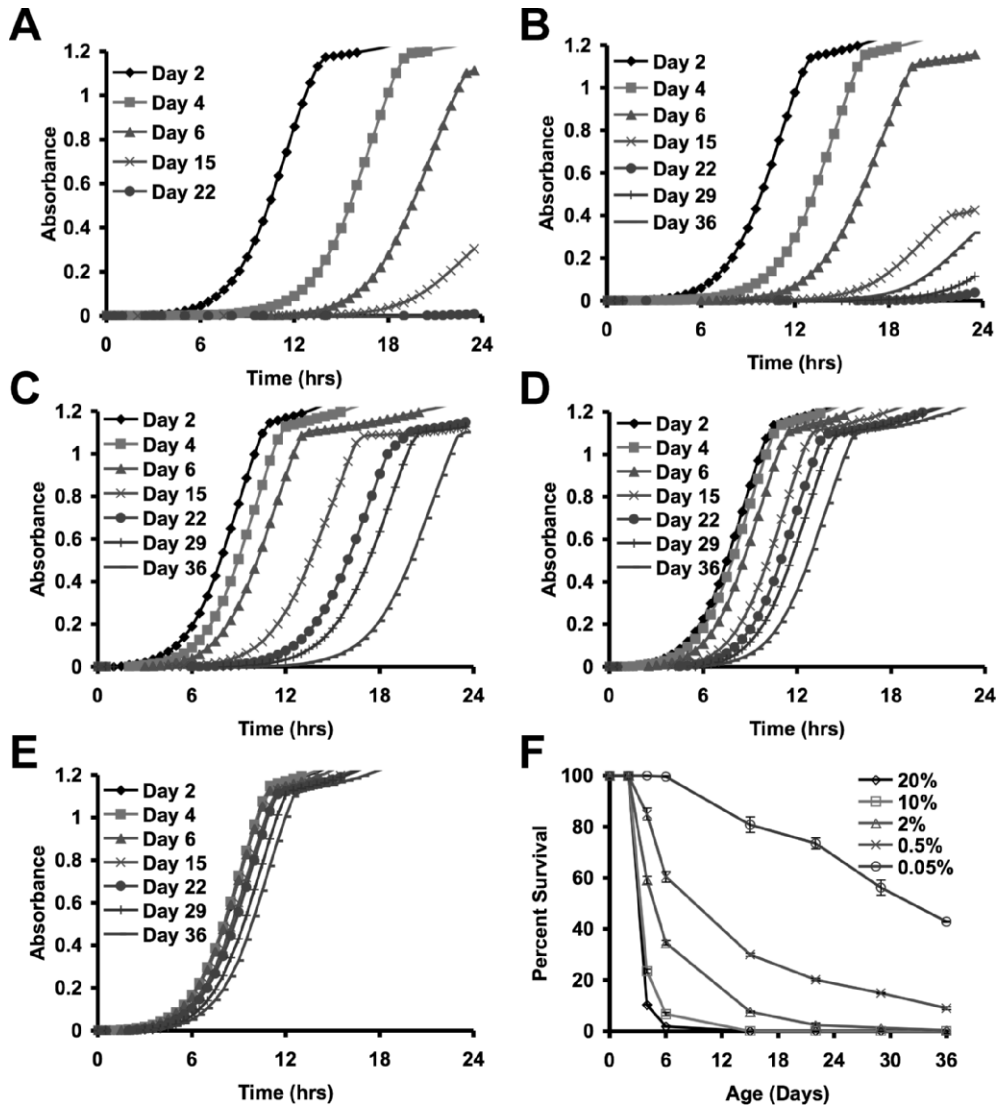 A
1.2
1
0.8
0.6
0.4
0.2
0
Absorbance
Day 2
Day 4
Day 6
Day 15
Day 22
0 6 12 18 24
Time (hrs)
B
1.2
1
0.8
0.6
0.4
0.2
0
Absorbance
Day 2
Day 4
Day 6
Day 15
Day 22
Day 29
Day 36
0 6 12 18 24
Time (hrs)
C
1.2
1
0.8
0.6
0.4
0.2
0
Absorbance
Day 2
Day 4
Day 6
Day 15
Day 22
Day 29
Day 36
0 6 12 18 24
Time (hrs)
D
1.2
1
0.8
0.6
0.4
0.2
0
Absorbance
Day 2
Day 4
Day 6
Day 15
Day 22
Day 29
Day 36
0 6 12 18 24
Time (hrs)
E
1.2
1
0.8
0.6
0.4
0.2
0
Absorbance
Day 2
Day 4
Day 6
Day 15
Day 22
Day 29
Day 36
0 6 12 18 24
Time (hrs)
F
100
80
60
40
20
0
Percent Survival
20%
10%
2%
0.5%
0.05%
0 6 12 18 24 30 36
Age (Days)